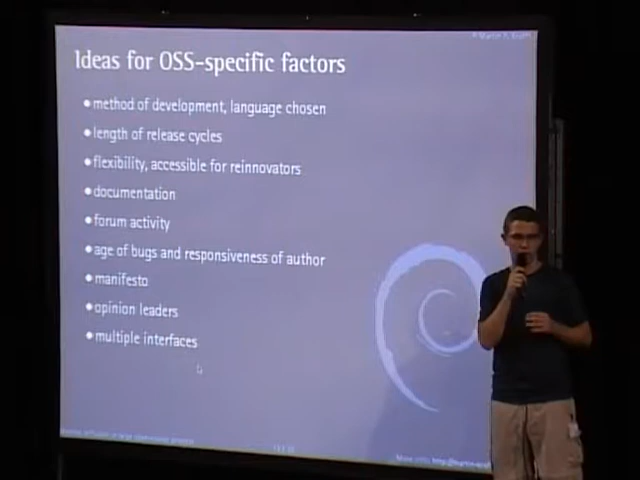 Ideas for OSS-specific factors
method of development, language chosen
length of release cycles
flexibility, accessible for reinnovators
documentation
forum activity
age of bugs and responsiveness of author
manifesto
opinion leaders
multiple interfaces